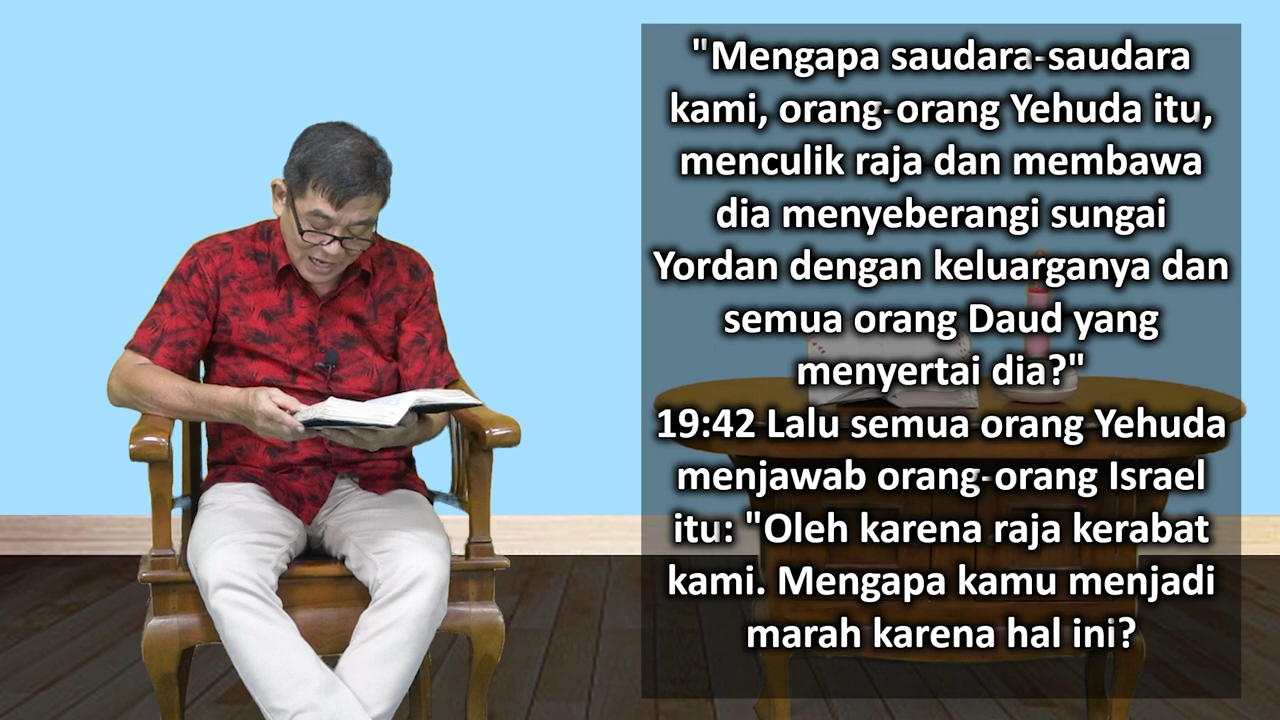 "Mengapa saudara-saudara
kami, orang-orang Yehuda itu,
menculik raja dan membawa
dia menyeberangi sungai
Yordan dengan keluarganya dan
semua orang Daud yang
menyertai dia?"
19:42 Lalu semua orang Yehuda
menjawab orang-orang Israel
itu: "Oleh karena raja kerabat
kami. Mengapa kamu menjadi
marah karena hal ini?